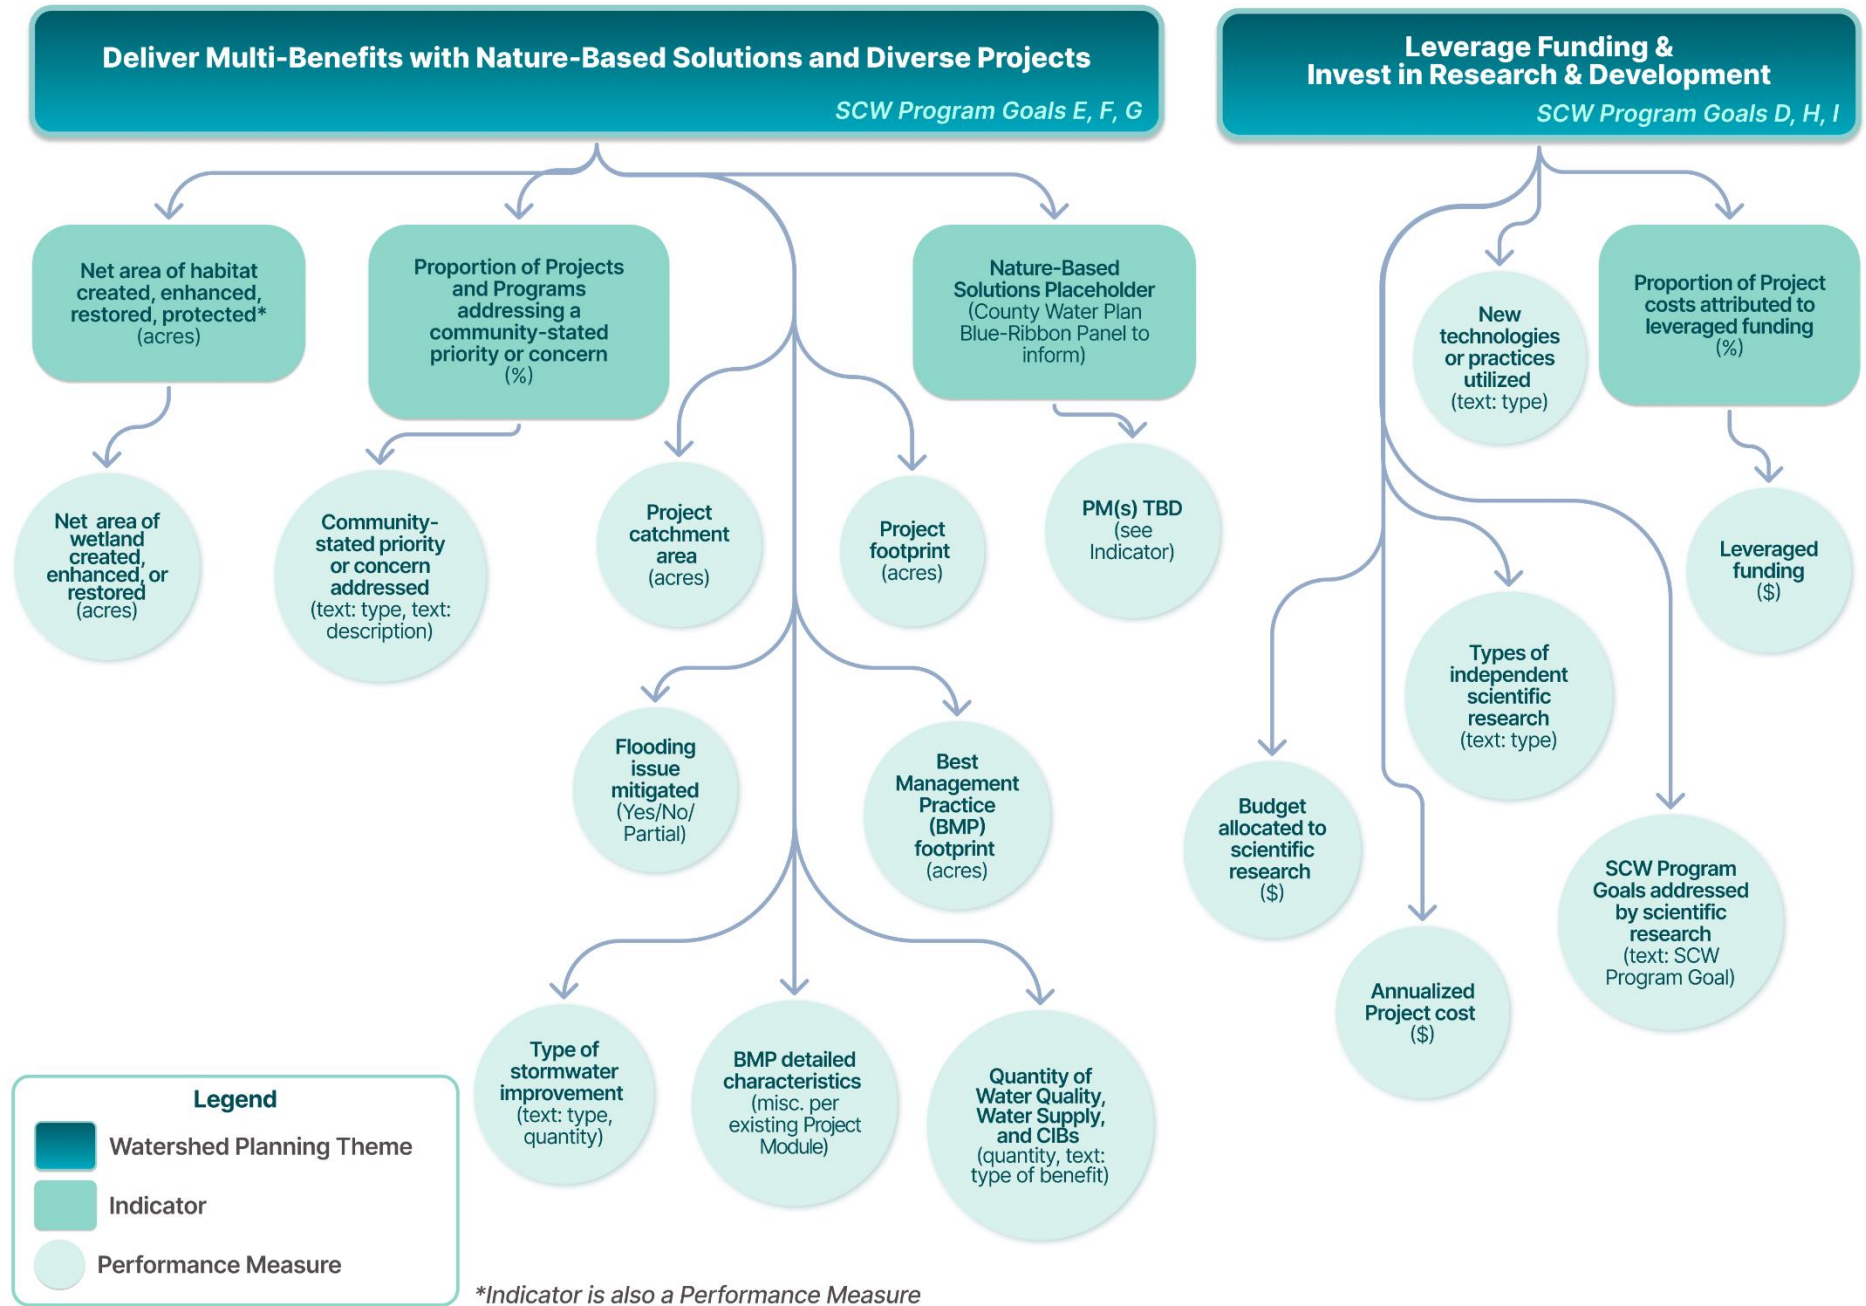 Deliver Multi-Benefits with Nature-Based Solutions and Diverse Projects
SCW Program Goals E, F, G
Leverage Funding &
Invest in Research & Development
SCW Program Goals D, H, I
Net area of habitat
created, enhanced,
restored, protected*
(acres)
Proportion of Projects
and Programs
addressing a
community-stated
priority or concern
(%)
Nature-Based
Solutions Placeholder
(County Water Plan
Blue-Ribbon Panel to
inform)
New
technologies
or practices
utilized
(text: type)
Proportion of Project
costs attributed to
leveraged funding
(%)
Net area of
wetland
created,
enhanced, or
restored
(acres)
Community-
stated priority
or concern
addressed
(text: type, text:
description)
Project
catchment
area
(acres)
Project
footprint
(acres)
PM(s) TBD
(see
Indicator)
Leveraged
funding
($)
Flooding
issue
mitigated
(Yes/No/
Partial)
Best
Management
Practice
(BMP)
footprint
(acres)
Types of
independent
scientific
research
(text: type)
Budget
allocated to
scientific
research
($)
SCW Program
Goals addressed
by scientific
research
(text: SCW
Program Goal)
Annualized
Project cost
($)
Type of
stormwater
improvement
(text: type,
quantity)
BMP detailed
characteristics
(misc. per
existing Project
Module)
Quantity of
Water Quality,
Water Supply,
and CIBs
(quantity, text:
type of benefit)
Legend
Watershed Planning Theme
Indicator
Performance Measure
*Indicator is also a Performance Measure